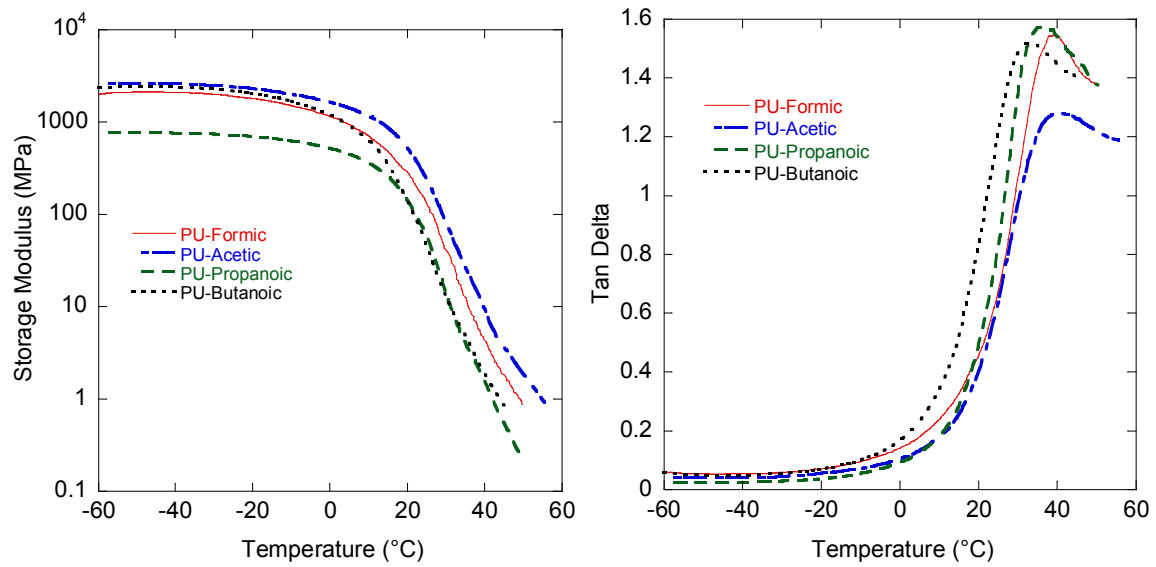 Storage Modulus (MPa)
10⁴
1000
100
10
1
0.1
-60 -40 -20 0 20 40 60
Temperature (°C)
PU-Formic
PU-Acetic
PU-Propanoic
PU-Butanoic
Tan Delta
1.6
1.4
1.2
1
0.8
0.6
0.4
0.2
0
-60 -40 -20 0 20 40 60
Temperature (°C)
PU-Formic
PU-Acetic
PU-Propanoic
PU-Butanoic